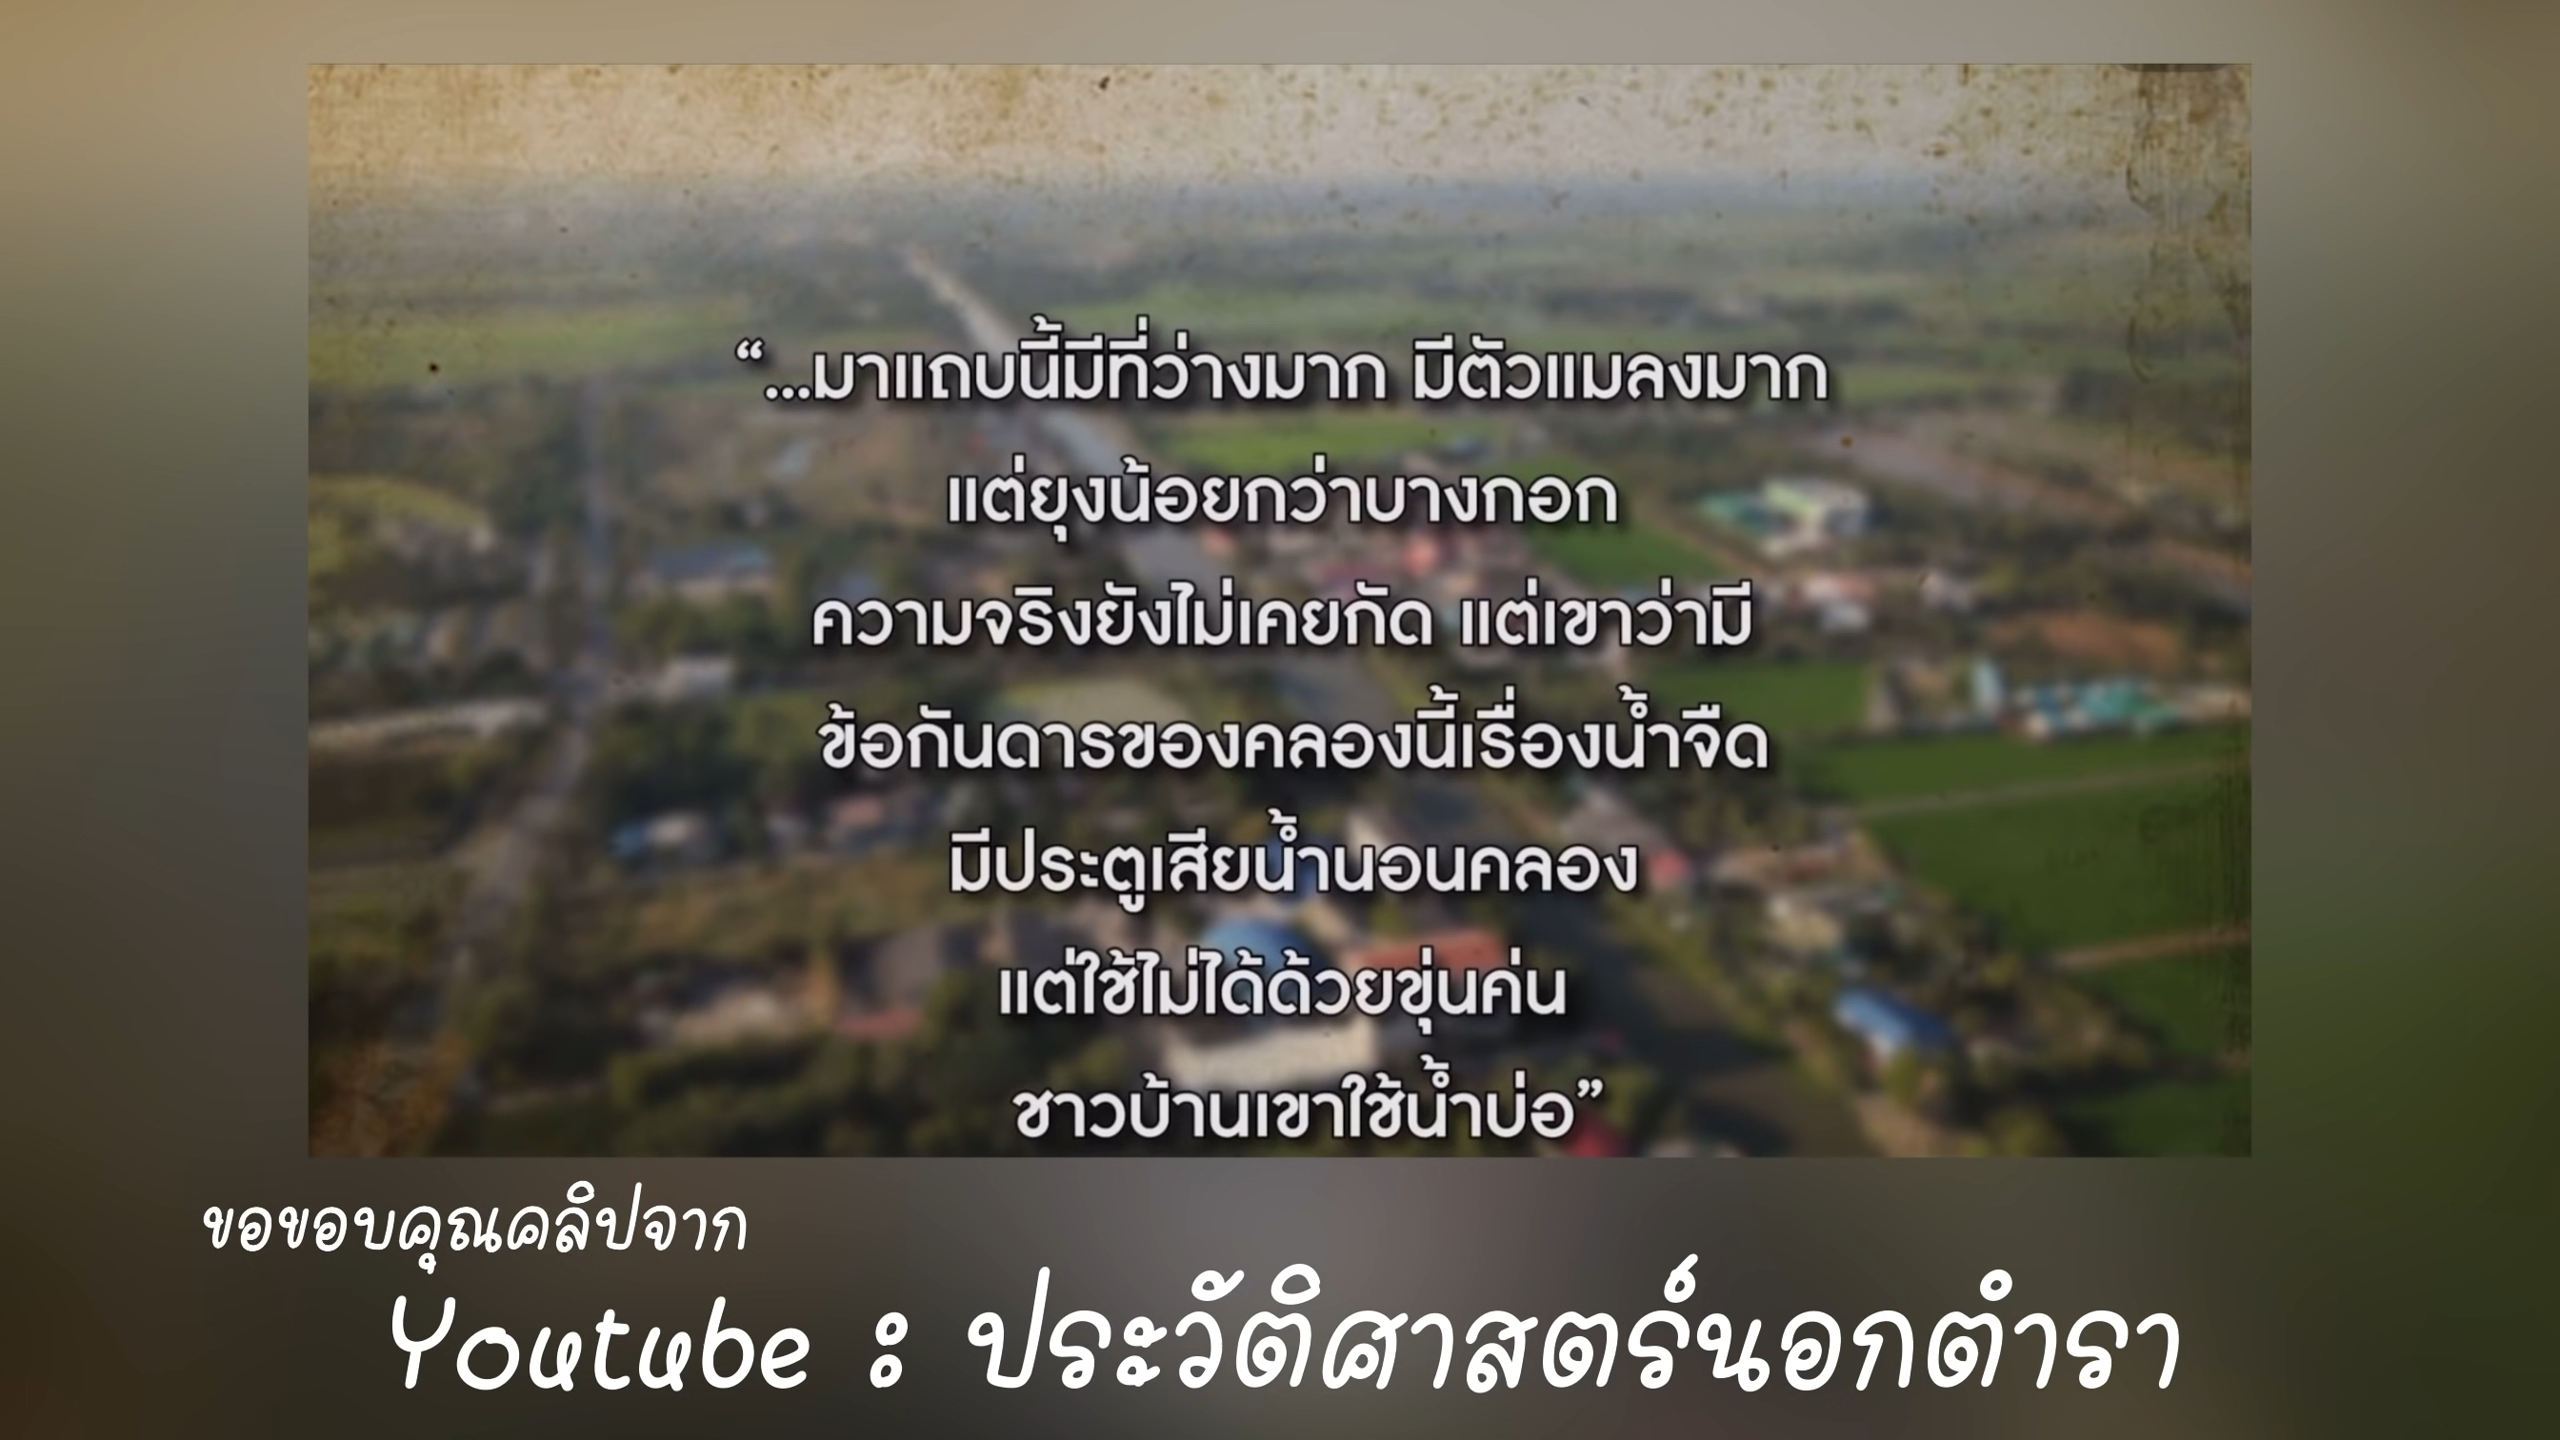 “...มาแถบนี้มีที่ว่างมาก มีตัวแมลงมาก
แต่ยุงน้อยกว่าบางกอก
ความจริงยังไม่เคยกัด แต่เขาว่ามี
ข้อกันดารของคลองนี้เรื่องน้ำจืด
มีประตูเสียน้ำนอนคลอง
แต่ใช้ไม่ได้ด้วยขุ่นค่น
ชาวบ้านเขาใช้น้ำบ่อ”
ขอขอบคุณคลิปจาก
Youtube : ประวัติศาสตร์นอกตำรา